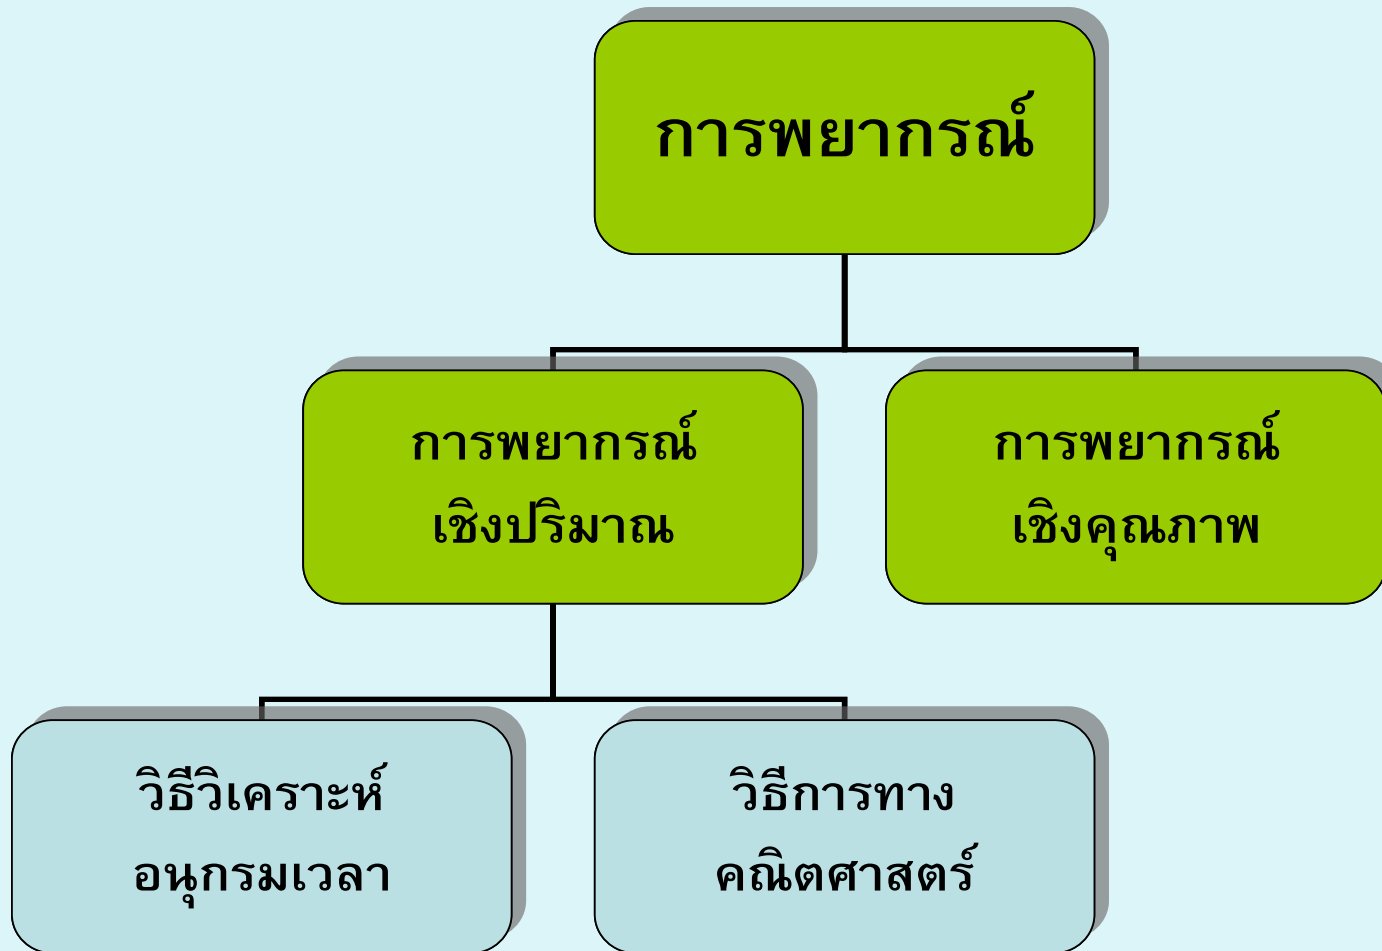 การพยากรณ์
การพยากรณ์
เชิงปริมาณ
การพยากรณ์
เชิงคุณภาพ
วิธีวิเคราะห์
อนุกรมเวลา
วิธีการทาง
คณิตศาสตร์